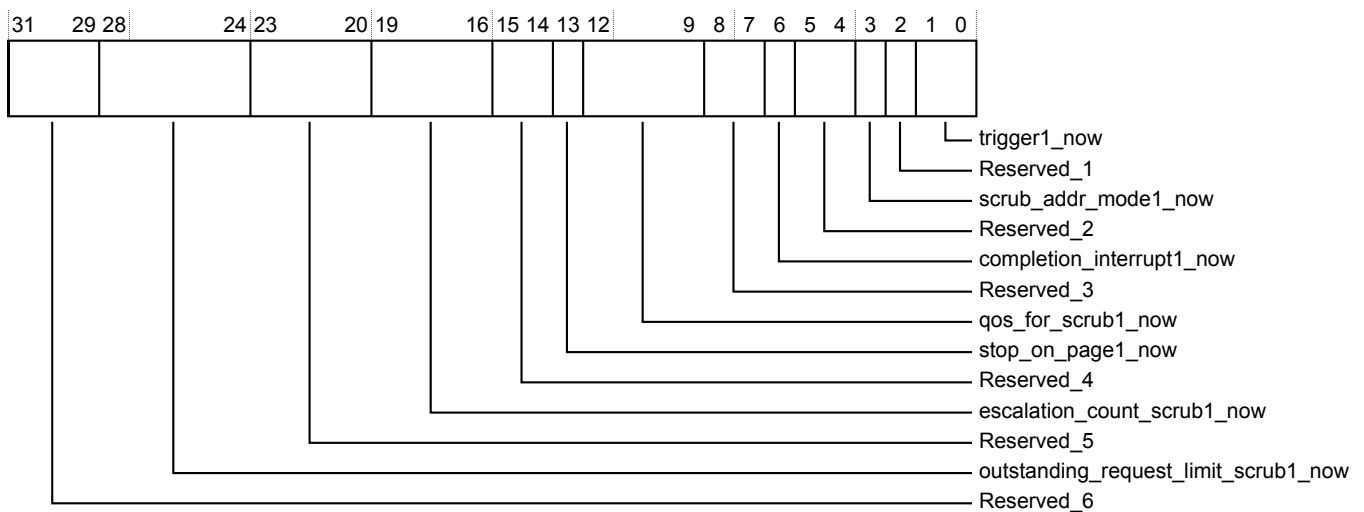 31 29 28 24 23 20 19 16 15 14 13 12 9 8 7 6 5 4 3 2 1 0
trigger1_now
Reserved_1
scrub_addr_mode1_now
Reserved_2
completion_interrupt1_now
Reserved_3
qos_for_scrub1_now
stop_on_page1_now
Reserved_4
escalation_count_scrub1_now
Reserved_5
outstanding_request_limit_scrub1_now
Reserved_6